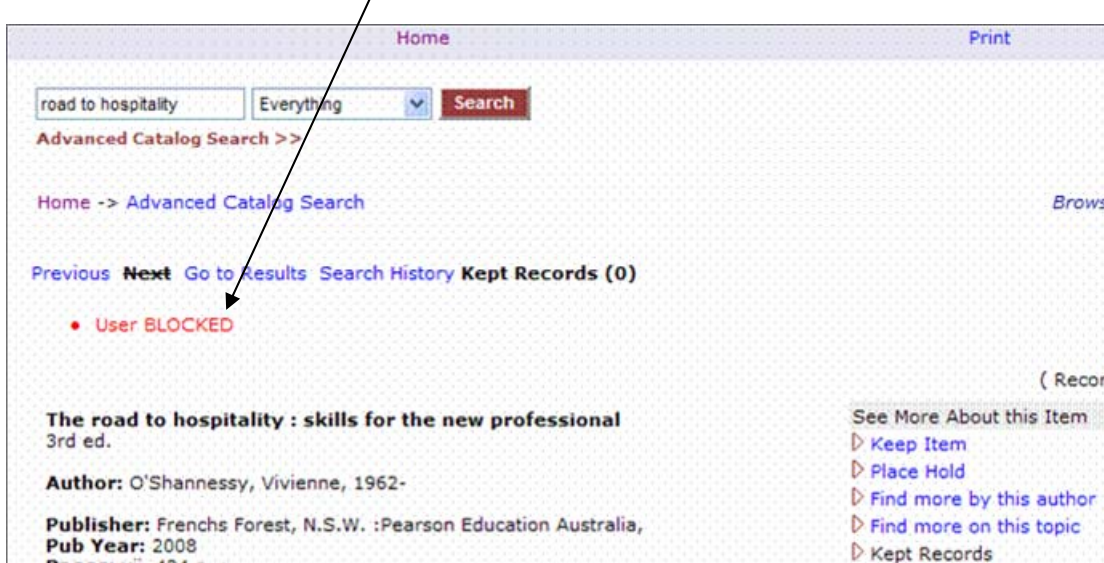 Home Print
road to hospitality Everything Search
Advanced Catalog Search >>
Home -> Advanced Catalog Search Brows
Previous Next Go to Results Search History Kept Records (0)
• User BLOCKED
( Recor
The road to hospitality : skills for the new professional
3rd ed.
Author: O'Shannessy, Vivienne, 1962-
Publisher: Frenchs Forest, N.S.W. :Pearson Education Australia,
Pub Year: 2008
See More About this Item
Keep Item
Place Hold
Find more by this author
Find more on this topic
Kept Records